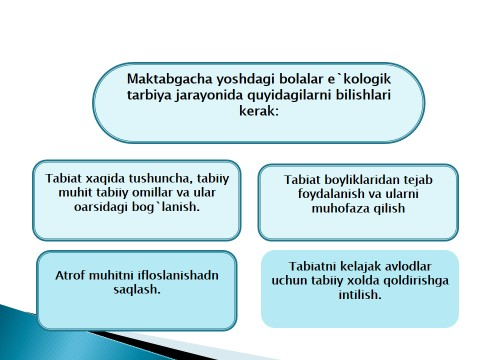 Maktabgacha yoshdagi bolalar e`kologik
tarbiya jarayonida quyidagilarni bilishlari
kerak:
Tabiat xaqida tushuncha, tabiiy
muhit tabiiy omillar va ular
oarsidagi bog`lanish.
Tabiat boyliklaridan tejab
foydalanish va ularni
muhofaza qilish
Atrof muhitni ifloslanishadn
saqlash.
Tabiatni kelajak avlodlar
uchun tabiiy xolda qoldirishga
intilish.